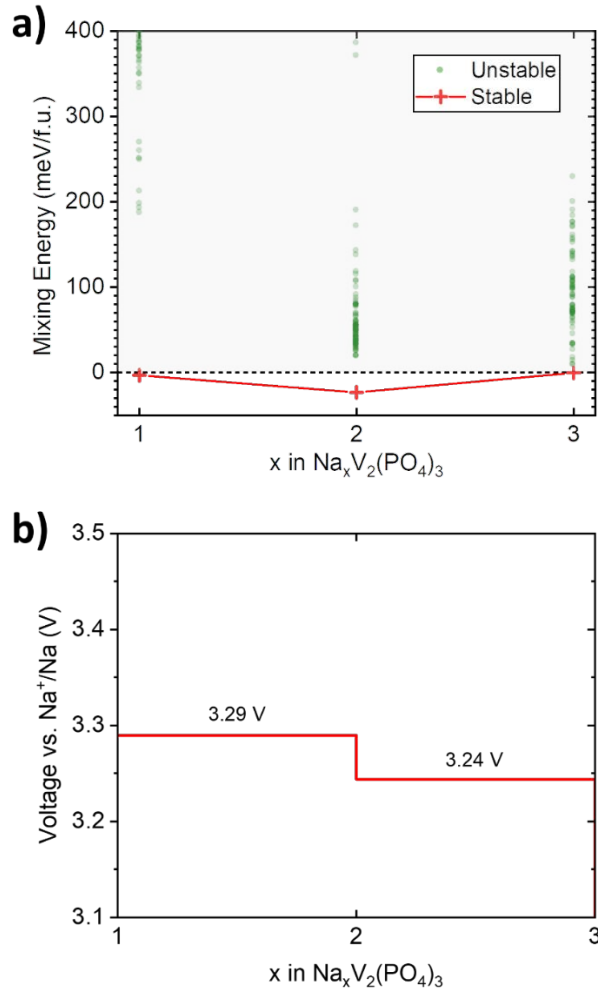 a)
400
300
200
100
0
Mixing Energy (meV/f.u.)
Unstable
Stable
1 2 3
x in NaₓV₂(PO₄)₃
b)
3.5
3.4
3.3
3.2
3.1
Voltage vs. Na⁺/Na (V)
3.29 V
3.24 V
1 2 3
x in NaₓV₂(PO₄)₃